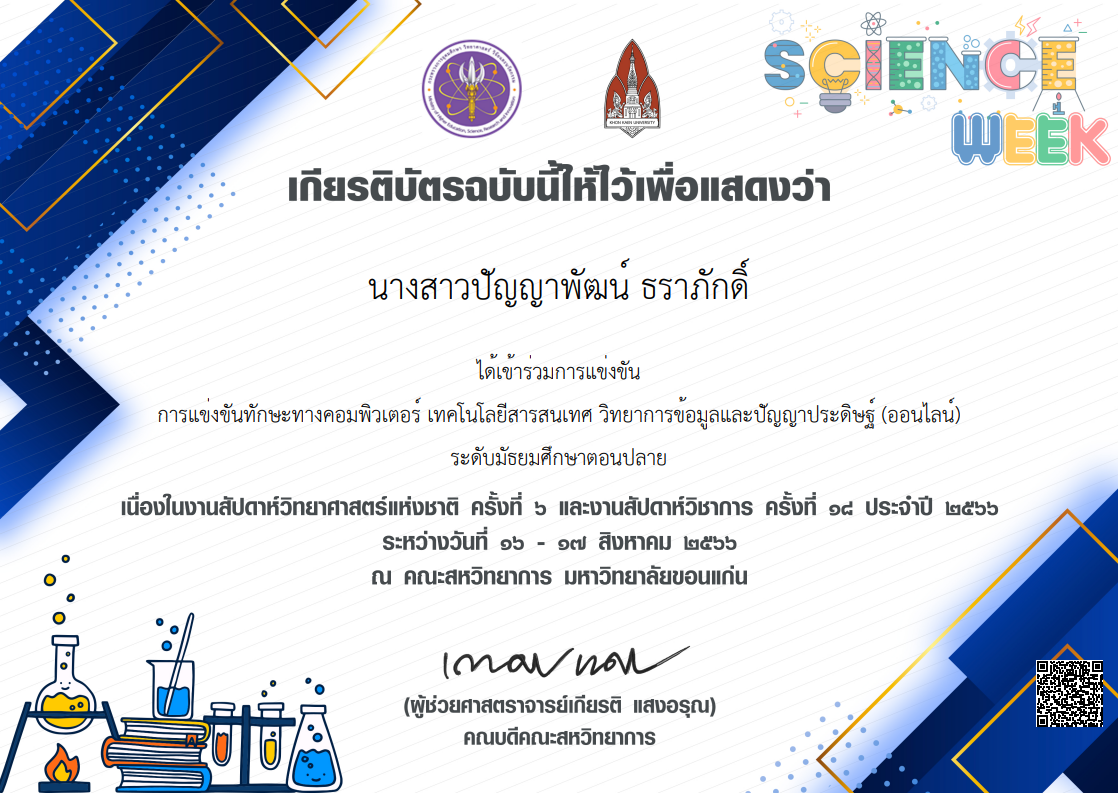 SCIENCE
WEEK
KHON KAEN UNIVERSITY
เกียรติบัตรฉบับนี้ให้ไว้เพื่อแสดงว่า
นางสาวปัญญาพัฒน์ ธราภักดิ์
ได้เข้าร่วมการแข่งขัน
การแข่งขันทักษะทางคอมพิวเตอร์ เทคโนโลยีสารสนเทศ วิทยาการข้อมูลและปัญญาประดิษฐ์ (ออนไลน์)
ระดับมัธยมศึกษาตอนปลาย
เนื่องในงานสัปดาห์วิทยาศาสตร์แห่งชาติ ครั้งที่ ๖ และงานสัปดาห์วิชาการ ครั้งที่ ๑๘ ประจำปี ๒๕๖๖
ระหว่างวันที่ ๑๖ - ๑๗ สิงหาคม ๒๕๖๖
ณ คณะสหวิทยาการ มหาวิทยาลัยขอนแก่น
(ผู้ช่วยศาสตราจารย์เกียรติ แสงอรุณ)
คณบดีคณะสหวิทยาการ